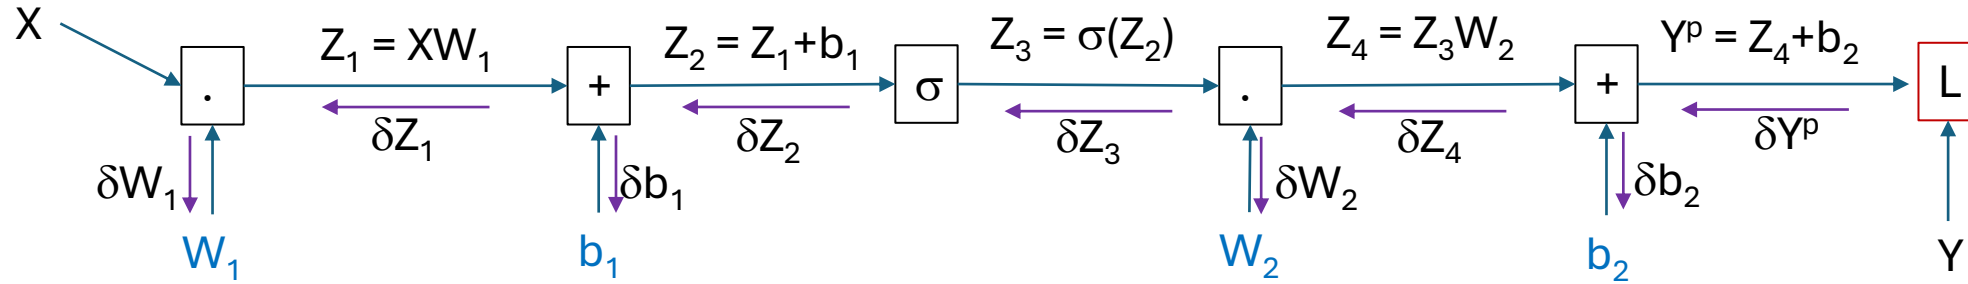 X
Z₁ = XW₁
Z₂ = Z₁+b₁
Z₃ = σ(Z₂)
Z₄ = Z₃W₂
Yᵖ = Z₄+b₂
.
+
σ
.
+
L
δZ₁
δZ₂
δZ₃
δZ₄
δYᵖ
δW₁
δb₁
δW₂
δb₂
W₁
b₁
W₂
b₂
Y